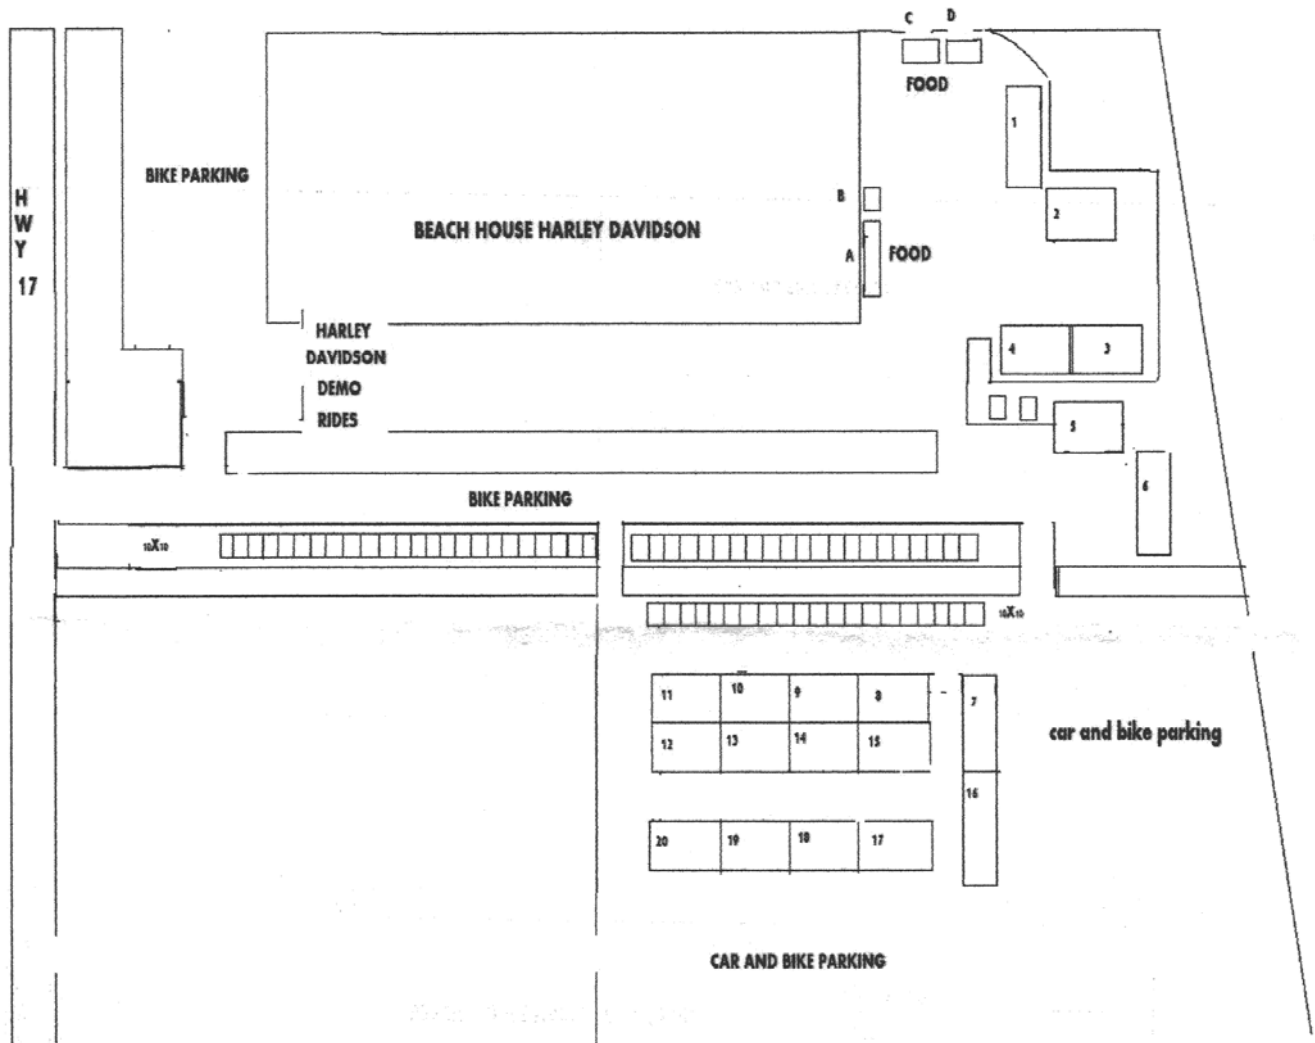 C D
FOOD
1
BIKE PARKING
H
W
Y
17
B
2
BEACH HOUSE HARLEY DAVIDSON
A
FOOD
HARLEY
DAVIDSON
DEMO
RIDES
4 3
5
6
BIKE PARKING
10X10
10X10
11 10 9 8 7
12 13 14 15
car and bike parking
16
20 19 18 17
CAR AND BIKE PARKING